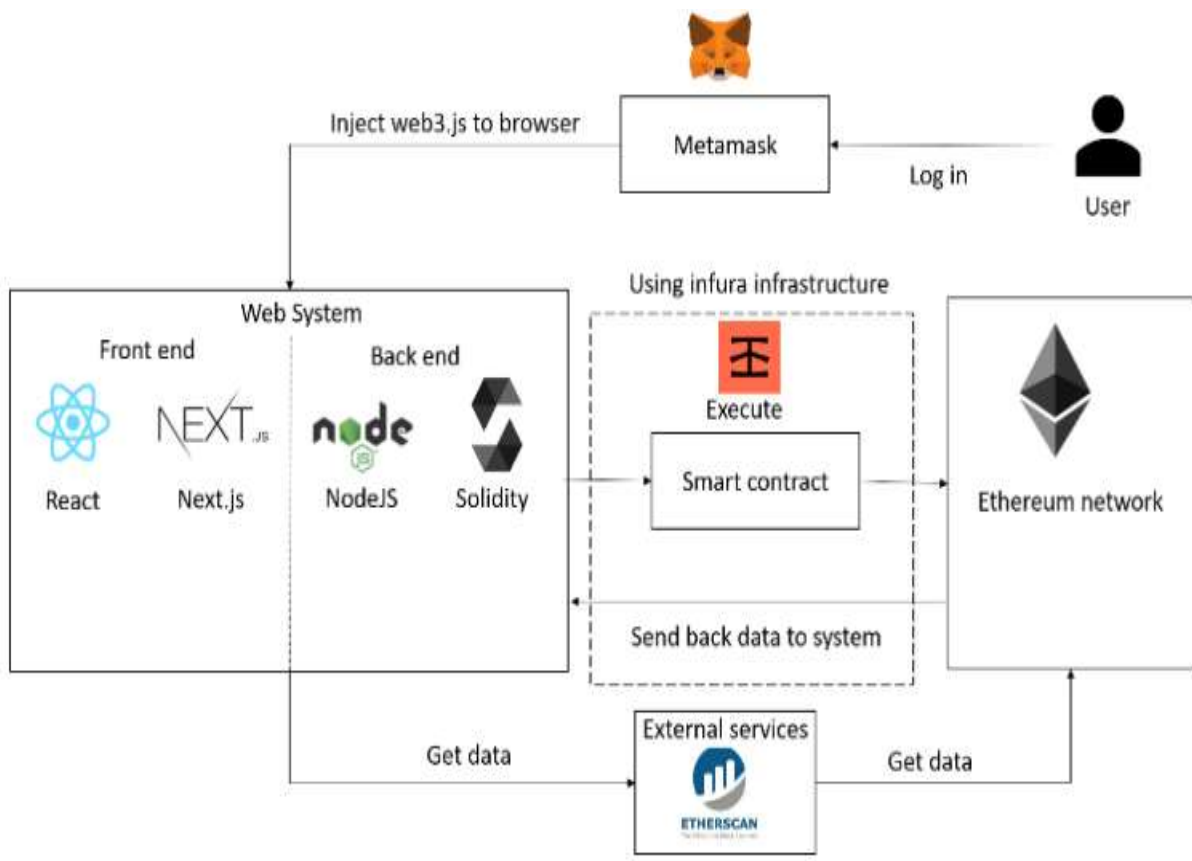 Inject web3.js to browser
Metamask
Log in
User
Using infura infrastructure
Web System
Front end
Back end
NEXT.JS
node
JS
React
Next.js
NodeJS
Solidity
Execute
Smart contract
Ethereum network
Send back data to system
External services
ETHERSCAN
Get data
Get data